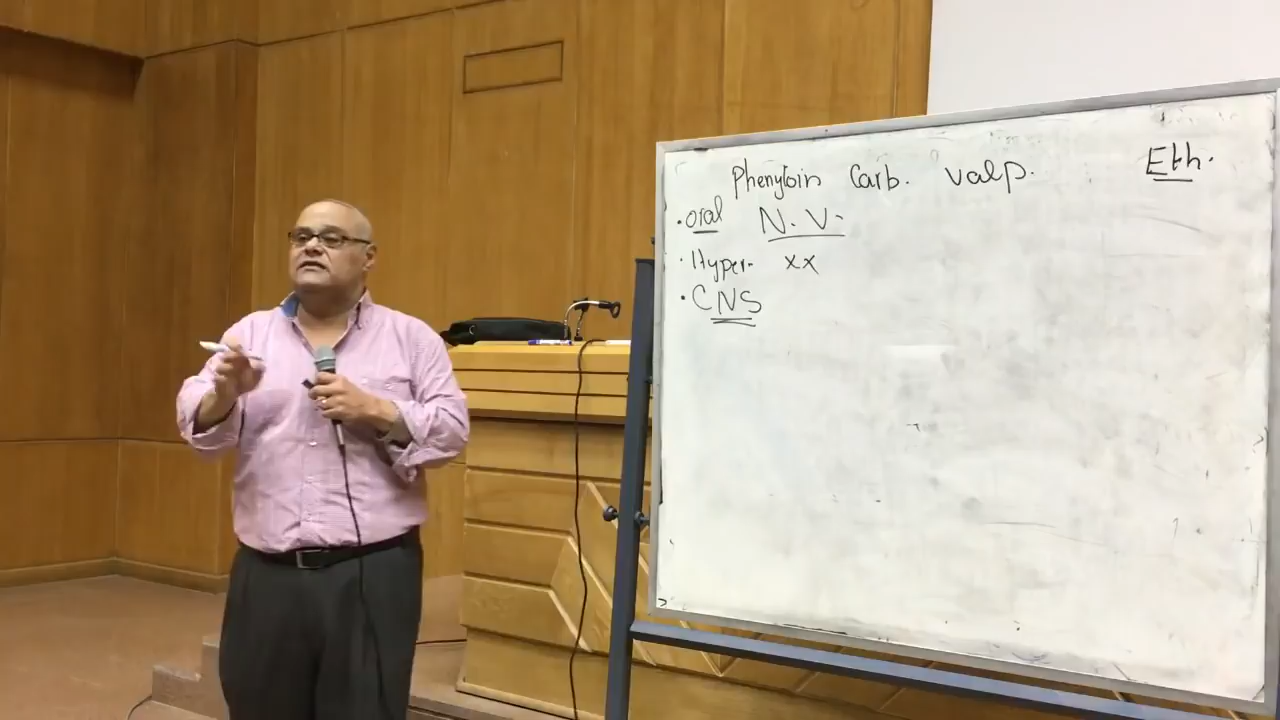 Phenytoin Carb. Valp. Eth.
• oral N. V.
• Hyper. xx
• CNS